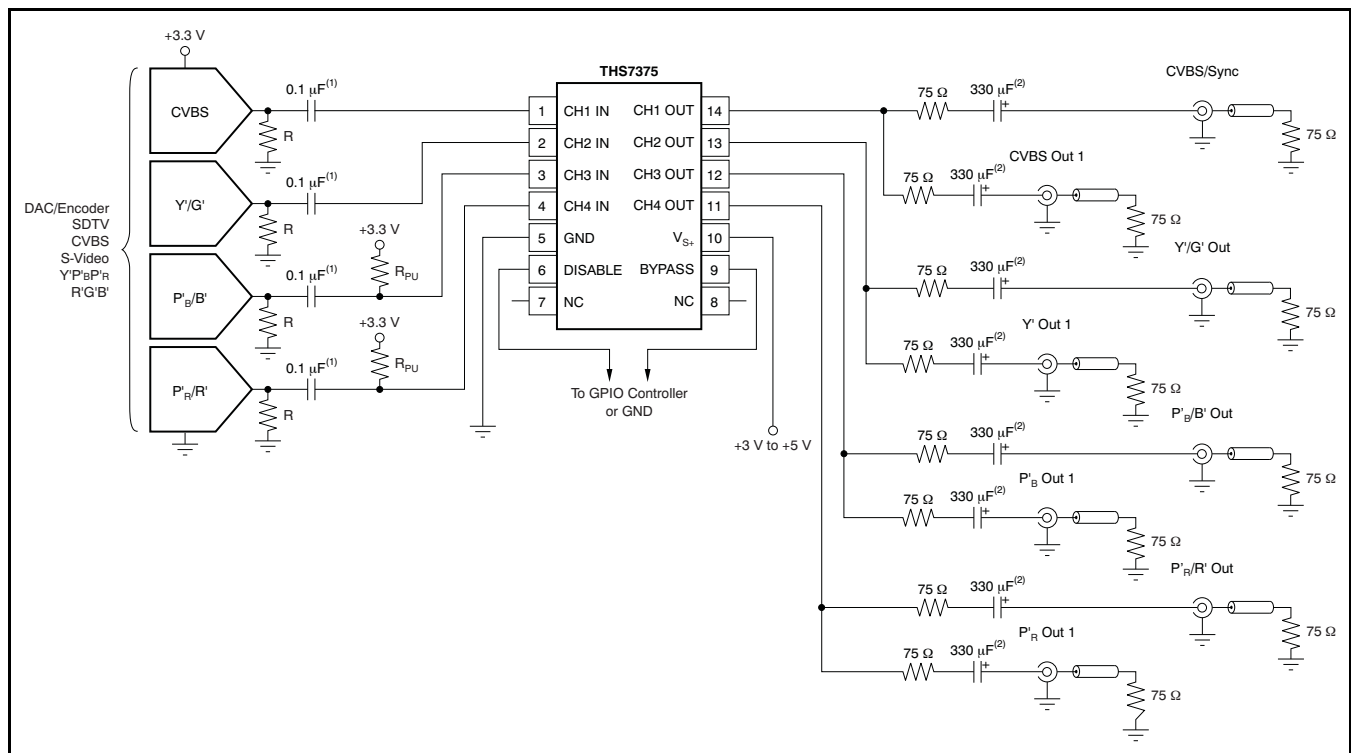 +3.3 V
DAC/Encoder
SDTV
CVBS
S-Video
Y'P'BP'R
R'G'B'
CVBS
0.1 μF(1)
R
Y'/G'
0.1 μF(1)
R
P'B/B'
0.1 μF(1)
R
+3.3 V
RPU
P'R/R'
0.1 μF(1)
R
+3.3 V
RPU
THS7375
1 CH1 IN CH1 OUT 14
2 CH2 IN CH2 OUT 13
3 CH3 IN CH3 OUT 12
4 CH4 IN CH4 OUT 11
5 GND VS+ 10
6 DISABLE BYPASS 9
7 NC NC 8
To GPIO Controller
or GND
+3 V to +5 V
CVBS/Sync
75 Ω 330 μF(2)
+
75 Ω
CVBS Out 1
75 Ω 330 μF(2)
+
75 Ω
Y'/G' Out
75 Ω 330 μF(2)
+
75 Ω
Y' Out 1
75 Ω 330 μF(2)
+
75 Ω
P'B/B' Out
75 Ω 330 μF(2)
+
75 Ω
P'B Out 1
75 Ω 330 μF(2)
+
75 Ω
P'R/R' Out
75 Ω 330 μF(2)
+
75 Ω
P'R Out 1
75 Ω 330 μF(2)
+
75 Ω